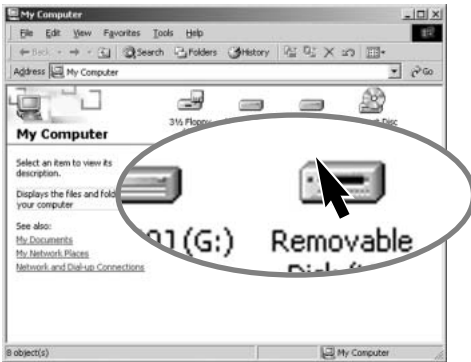 My Computer
File Edit View Favorites Tools Help
Back Search Folders History
Address My Computer Go
3½ Floppy
Disc
My Computer
Select an item to view its
description.
Displays the files and fold
your computer
See also:
My Documents
My Network Places
Network and Dial-up Connections
(G:) Removable
8 object(s) My Computer